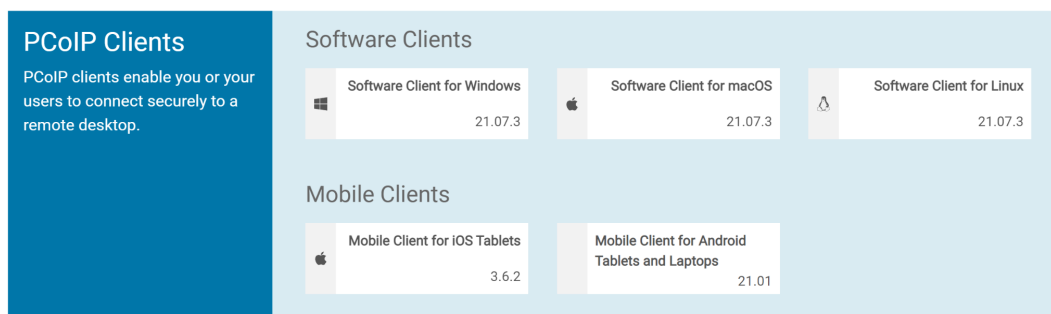 PCoIP Clients
PCoIP clients enable you or your
users to connect securely to a
remote desktop.
Software Clients
Software Client for Windows
21.07.3
Software Client for macOS
21.07.3
Software Client for Linux
21.07.3
Mobile Clients
Mobile Client for iOS Tablets
3.6.2
Mobile Client for Android
Tablets and Laptops
21.01